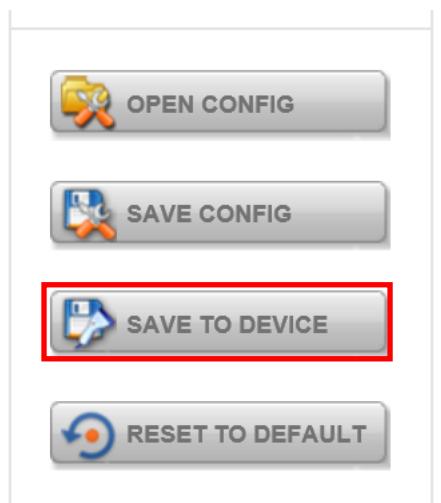 OPEN CONFIG
SAVE CONFIG
SAVE TO DEVICE
RESET TO DEFAULT